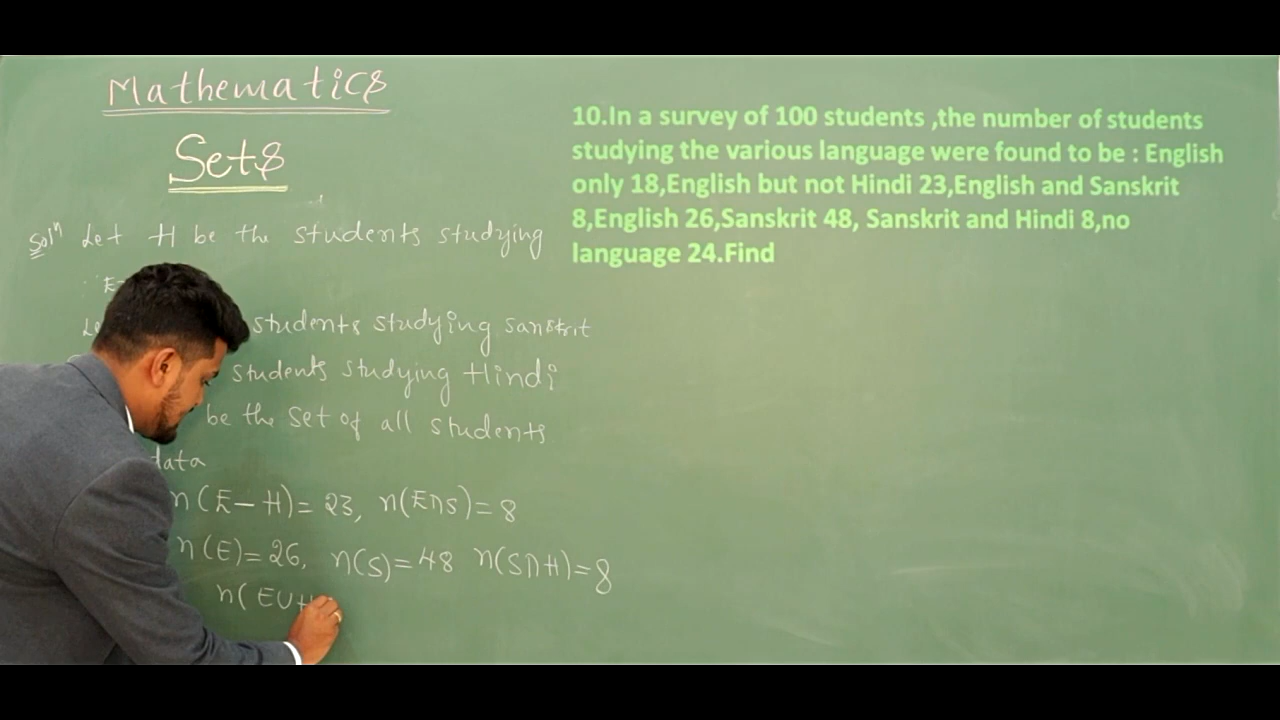 Mathematics
Sets
Soln Let H be the students studying
E
Le students studying sanskrit
students studying Hindi
be the set of all students
data
n(E-H)= 23, n(E∩S)= 8
n(E)=26, n(S)=48 n(S∩H)=8
n( EUH
10.In a survey of 100 students ,the number of students
studying the various language were found to be : English
only 18,English but not Hindi 23,English and Sanskrit
8,English 26,Sanskrit 48, Sanskrit and Hindi 8,no
language 24.Find